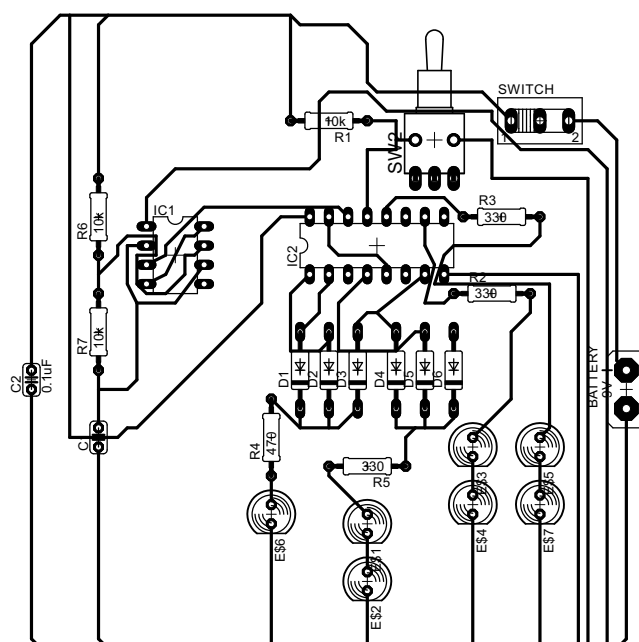 SWITCH
1
2
10k
R1
SW2
IC1
R6
10k
R3
330
IC2
R2
330
R7
10k
C2
0.1uF
BATTERY
9V
D1
D2
D3
D4
D5
D6
R4
470
330
R5
E$3
E$5
E$6
E$1
E$4
E$7
E$2